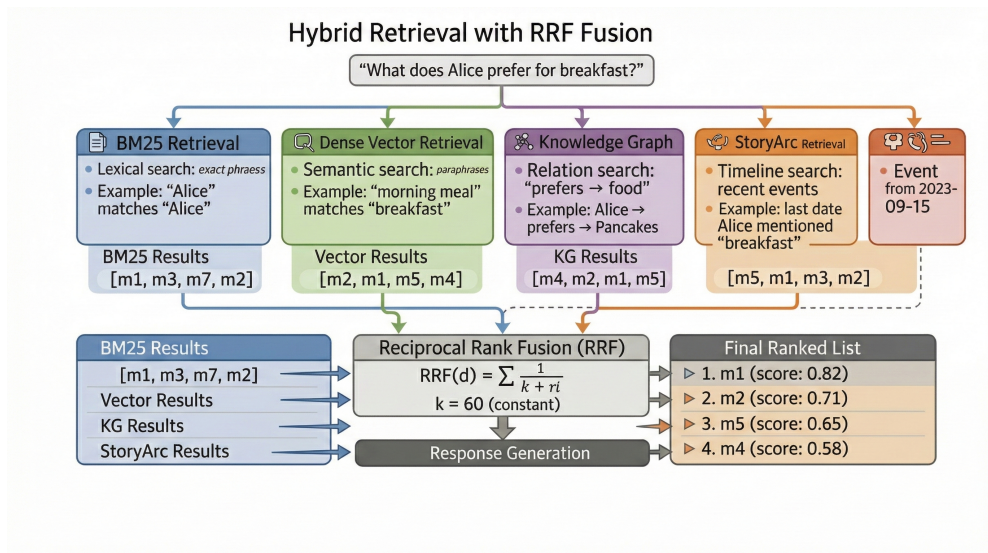 Hybrid Retrieval with RRF Fusion
“What does Alice prefer for breakfast?”
BM25 Retrieval
• Lexical search: exact phraess
• Example: “Alice”
matches “Alice”
BM25 Results
[m1, m3, m7, m2]
Dense Vector Retrieval
• Semantic search: paraphrases
• Example: “morning meal”
matches “breakfast”
Vector Results
[m2, m1, m5, m4]
Knowledge Graph
• Relation search:
“prefers → food”
• Example: Alice →
prefers → Pancakes
KG Results
[m4, m2, m1, m5]
StoryArc Retrieval
• Timeline search:
recent events
• Example: last date
Alice mentioned
“breakfast”
[m5, m1, m3, m2]
• Event
from 2023-
09-15
BM25 Results
[m1, m3, m7, m2]
Vector Results
KG Results
StoryArc Results
Reciprocal Rank Fusion (RRF)
RRF(d) = ∑ 1 / (k + ri)
k = 60 (constant)
Response Generation
Final Ranked List
1. m1 (score: 0.82)
2. m2 (score: 0.71)
3. m5 (score: 0.65)
4. m4 (score: 0.58)